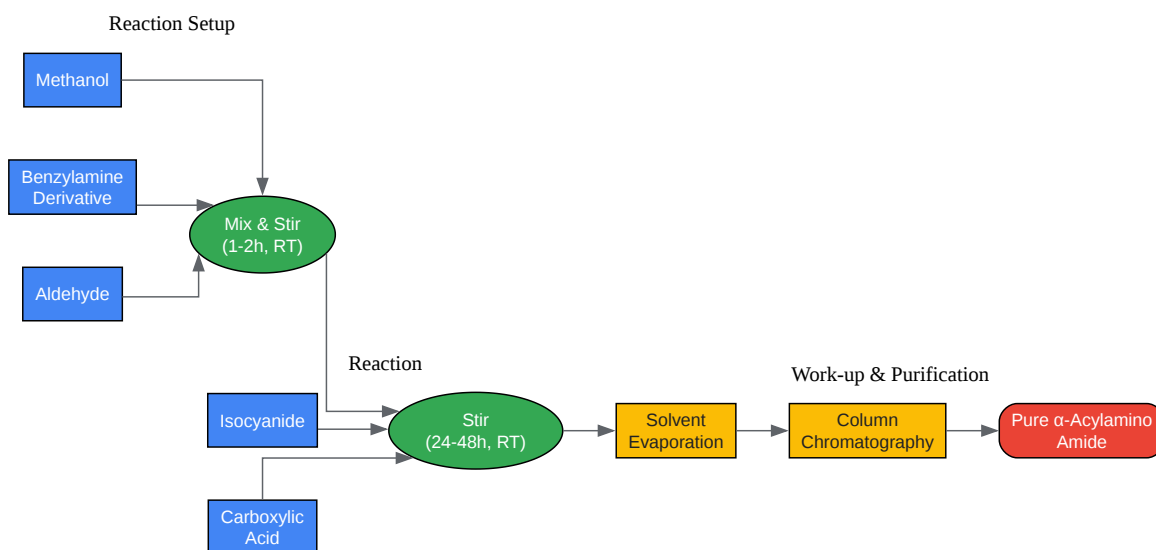 Reaction Setup
Methanol
Benzylamine
Derivative
Mix & Stir
(1-2h, RT)
Aldehyde
Reaction
Work-up & Purification
Isocyanide
Stir
(24-48h, RT)
Solvent
Evaporation
Column
Chromatography
Pure α-Acylamino
Amide
Carboxylic
Acid